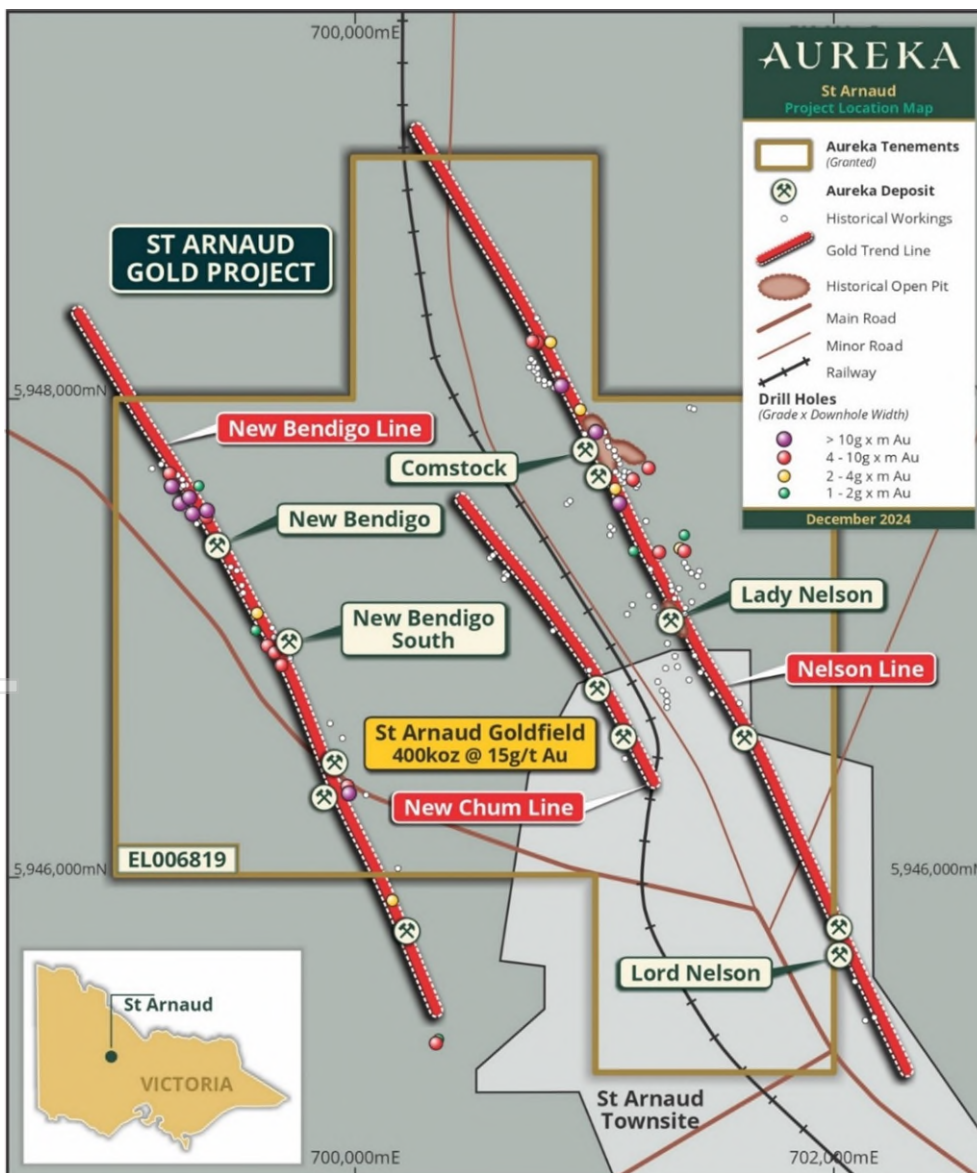 700,000mE
AUREKA
St Arnaud
Project Location Map
Aureka Tenements
(Granted)
Aureka Deposit
Historical Workings
Gold Trend Line
Historical Open Pit
Main Road
Minor Road
Railway
Drill Holes
(Grade x Downhole Width)
> 10g x m Au
4 - 10g x m Au
2 - 4g x m Au
1 - 2g x m Au
December 2024
ST ARNAUD
GOLD PROJECT
5,948,000mN
New Bendigo Line
Comstock
New Bendigo
Lady Nelson
New Bendigo
South
Nelson Line
St Arnaud Goldfield
400koz @ 15g/t Au
New Chum Line
EL006819
5,946,000mN
5,946,000mN
Lord Nelson
St Arnaud
VICTORIA
St Arnaud
Townsite
700,000mE
702,000mE